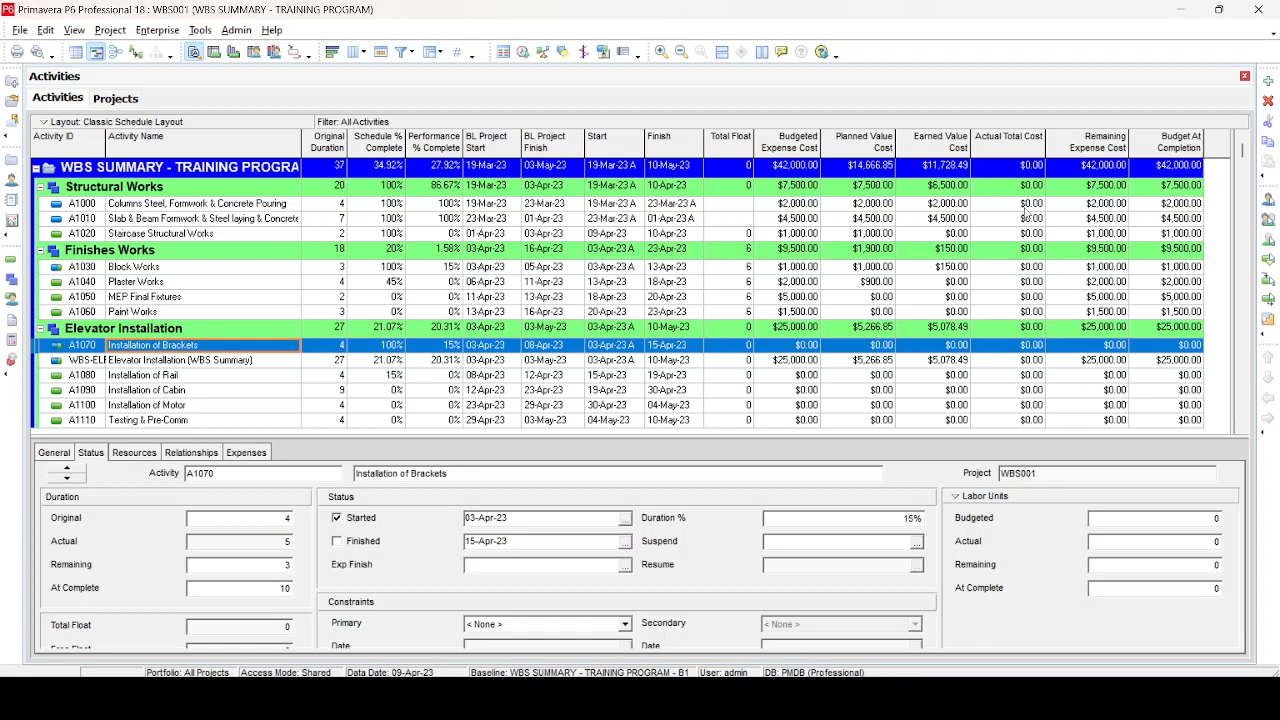 P6 Primavera P6 Professional 18 : WBS001 (WBS SUMMARY - TRAINING PROGRAM)
File Edit View Project Enterprise Tools Admin Help
Activities
Activities Projects
Layout: Classic Schedule Layout Filter: All Activities
Activity ID Activity Name Original Duration Schedule % Complete Performance % Complete BL Project Start BL Project Finish Start Finish Total Float Budgeted Expense Cost Planned Value Cost Earned Value Cost Actual Total Cost Remaining Expense Cost Budget At Completion
WBS SUMMARY - TRAINING PROGRA 37 34.92% 27.92% 19-Mar-23 03-May-23 19-Mar-23 A 10-May-23 0 $42,000.00 $14,666.85 $11,728.49 $0.00 $42,000.00 $42,000.00
Structural Works 20 100% 86.67% 19-Mar-23 03-Apr-23 19-Mar-23 A 10-Apr-23 0 $7,500.00 $7,500.00 $6,500.00 $0.00 $7,500.00 $7,500.00
A1000 Columns Steel, Formwork & Concrete Pouring 4 100% 100% 19-Mar-23 23-Mar-23 19-Mar-23 A 23-Mar-23 A $2,000.00 $2,000.00 $2,000.00 $0.00 $2,000.00 $2,000.00
A1010 Slab & Beam Formwork & Steel laying & Concrete 7 100% 100% 23-Mar-23 01-Apr-23 23-Mar-23 A 01-Apr-23 A $4,500.00 $4,500.00 $4,500.00 $0.00 $4,500.00 $4,500.00
A1020 Staircase Structural Works 2 100% 0% 01-Apr-23 03-Apr-23 09-Apr-23 10-Apr-23 0 $1,000.00 $1,000.00 $0.00 $0.00 $1,000.00 $1,000.00
Finishes Works 18 20% 1.58% 03-Apr-23 16-Apr-23 03-Apr-23 A 23-Apr-23 6 $9,500.00 $1,900.00 $150.00 $0.00 $9,500.00 $9,500.00
A1030 Block Works 3 100% 15% 03-Apr-23 05-Apr-23 03-Apr-23 A 13-Apr-23 6 $1,000.00 $1,000.00 $150.00 $0.00 $1,000.00 $1,000.00
A1040 Plaster Works 4 45% 0% 06-Apr-23 11-Apr-23 13-Apr-23 18-Apr-23 6 $2,000.00 $900.00 $0.00 $0.00 $2,000.00 $2,000.00
A1050 MEP Final Fixtures 2 0% 0% 11-Apr-23 13-Apr-23 18-Apr-23 20-Apr-23 6 $5,000.00 $0.00 $0.00 $0.00 $5,000.00 $5,000.00
A1060 Paint Works 3 0% 0% 13-Apr-23 16-Apr-23 20-Apr-23 23-Apr-23 6 $1,500.00 $0.00 $0.00 $0.00 $1,500.00 $1,500.00
Elevator Installation 27 21.07% 20.31% 03-Apr-23 03-May-23 03-Apr-23 A 10-May-23 0 $25,000.00 $5,266.85 $5,078.49 $0.00 $25,000.00 $25,000.00
A1070 Installation of Brackets 4 100% 15% 03-Apr-23 08-Apr-23 03-Apr-23 A 15-Apr-23 0 $0.00 $0.00 $0.00 $0.00 $0.00 $0.00
WBS-ELE Elevator Installation (WBS Summary) 27 21.07% 20.31% 03-Apr-23 03-May-23 03-Apr-23 A 10-May-23 0 $25,000.00 $5,266.85 $5,078.49 $0.00 $25,000.00 $25,000.00
A1080 Installation of Rail 4 15% 0% 08-Apr-23 12-Apr-23 15-Apr-23 19-Apr-23 0 $0.00 $0.00 $0.00 $0.00 $0.00 $0.00
A1090 Installation of Cabin 9 0% 0% 12-Apr-23 23-Apr-23 19-Apr-23 30-Apr-23 0 $0.00 $0.00 $0.00 $0.00 $0.00 $0.00
A1100 Installation of Motor 4 0% 0% 23-Apr-23 29-Apr-23 30-Apr-23 04-May-23 0 $0.00 $0.00 $0.00 $0.00 $0.00 $0.00
A1110 Testing & Pre-Comm 4 0% 0% 29-Apr-23 03-May-23 04-May-23 10-May-23 0 $0.00 $0.00 $0.00 $0.00 $0.00 $0.00
General Status Resources Relationships Expenses
Activity A1070 Installation of Brackets Project WBS001
Duration Status Labor Units
Original 4 Started 03-Apr-23 ... Duration % 15% Budgeted 0
Actual 5 Finished 15-Apr-23 ... Suspend ... Actual 0
Remaining 3 Exp Finish ... Resume ... Remaining 0
At Complete 10 At Complete 0
Constraints
Total Float 0 Primary < None > Secondary < None >
Date Date
Portfolio: All Projects Access Mode: Shared Data Date: 09-Apr-23 Baseline: WBS SUMMARY - TRAINING PROGRAM - B1 User: admin DB: PMDB (Professional)